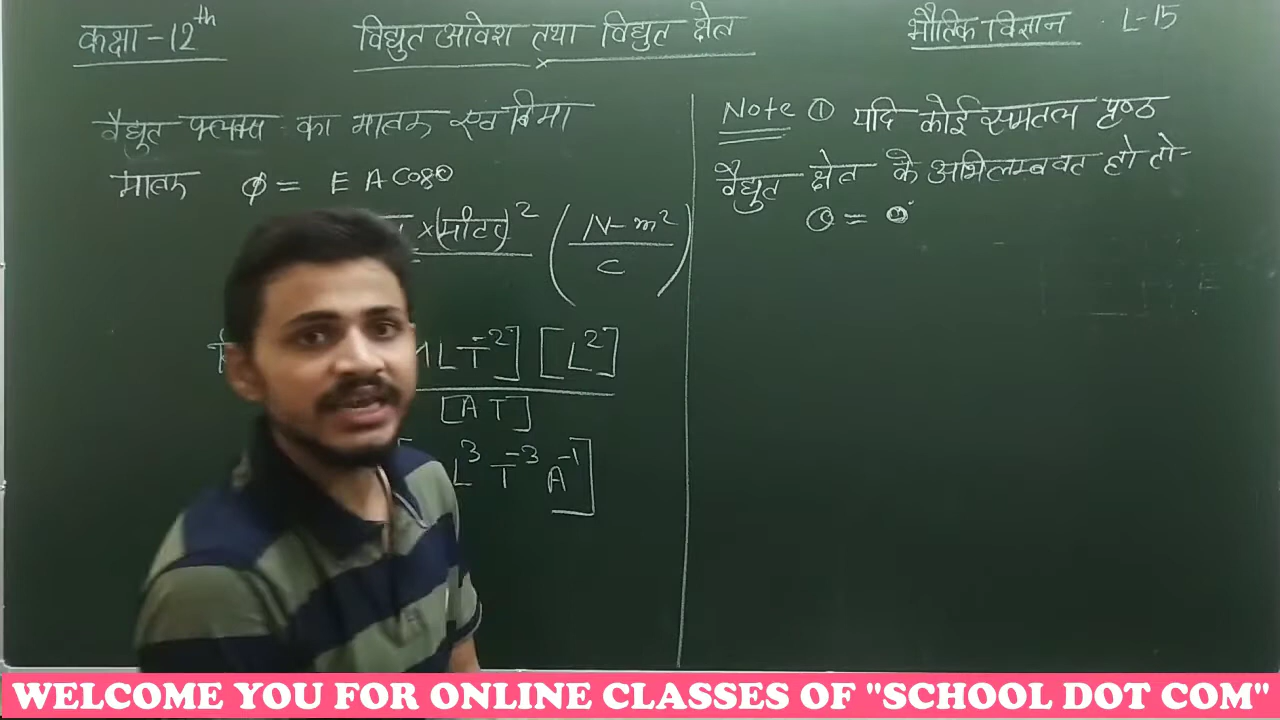 कक्षा -12th
विद्युत आवेश तथा विद्युत क्षेत्र
भौतिक विज्ञान
L-15
वैद्युत फ्लक्स का मात्रक एवं विमा
मात्रक φ = E A Cosθ
×(मीटर)² (N-m²/C)
MLT⁻²] [L²]
[AT]
L³ T⁻³ A⁻¹]
Note ① यदि कोई समतल पृष्ठ
वैद्युत क्षेत्र के अभिलम्बवत हो तो-
θ = 0°
WELCOME YOU FOR ONLINE CLASSES OF "SCHOOL DOT COM"